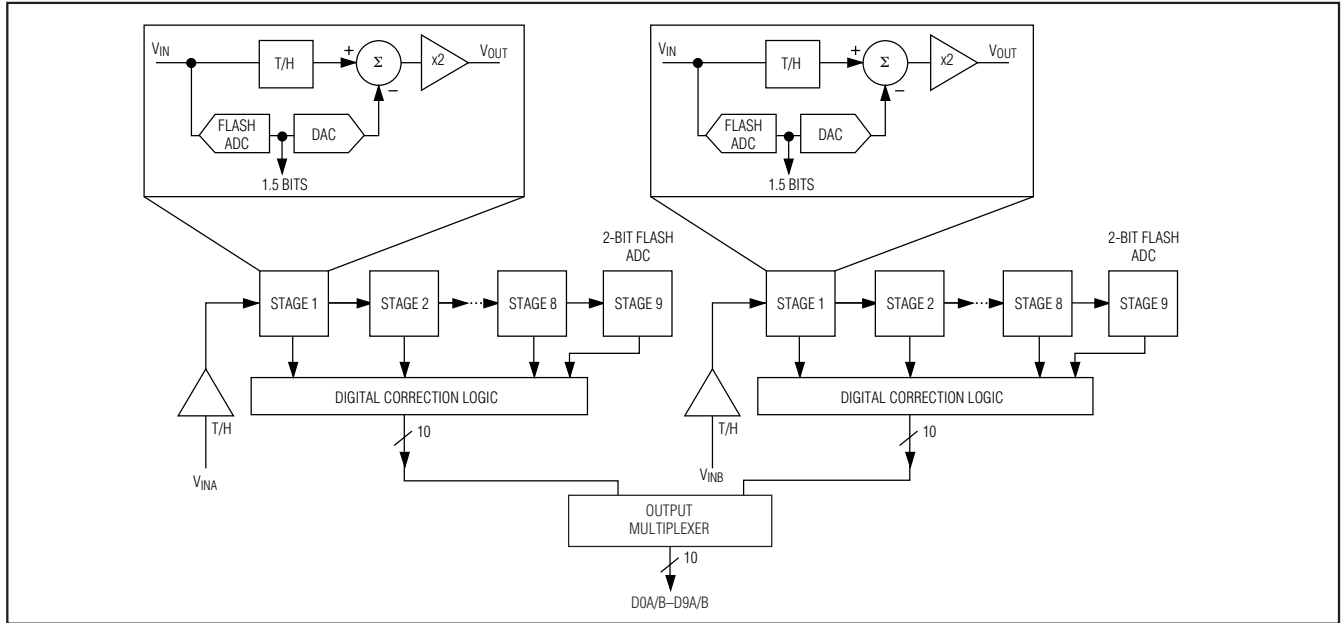 VIN
T/H
+
Σ
–
x2
VOUT
FLASH
ADC
DAC
1.5 BITS
VIN
T/H
+
Σ
–
x2
VOUT
FLASH
ADC
DAC
1.5 BITS
2-BIT FLASH
ADC
STAGE 1
STAGE 2
...
STAGE 8
STAGE 9
2-BIT FLASH
ADC
STAGE 1
STAGE 2
...
STAGE 8
STAGE 9
DIGITAL CORRECTION LOGIC
T/H
10
VINA
DIGITAL CORRECTION LOGIC
T/H
10
VINB
OUTPUT
MULTIPLEXER
10
D0A/B–D9A/B